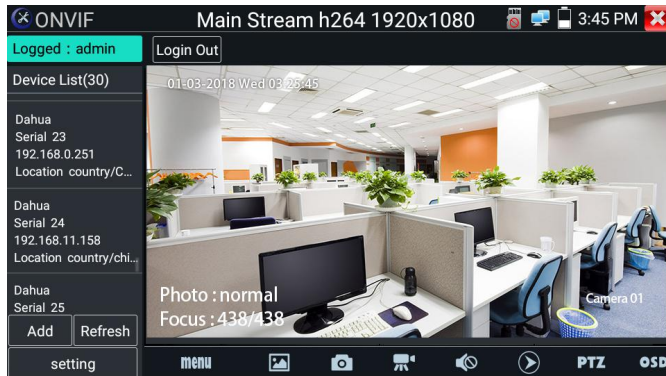 ONVIF
Main Stream h264 1920x1080
3:45 PM
Logged : admin
Login Out
Device List(30)
Dahua
Serial 23
192.168.0.251
Location country/C...
Dahua
Serial 24
192.168.11.158
Location country/chi...
Dahua
Serial 25
Add
Refresh
setting
01-03-2018 Wed 03:25:45
Photo : normal
Focus : 438/438
Camera 01
menu
PTZ
OSD